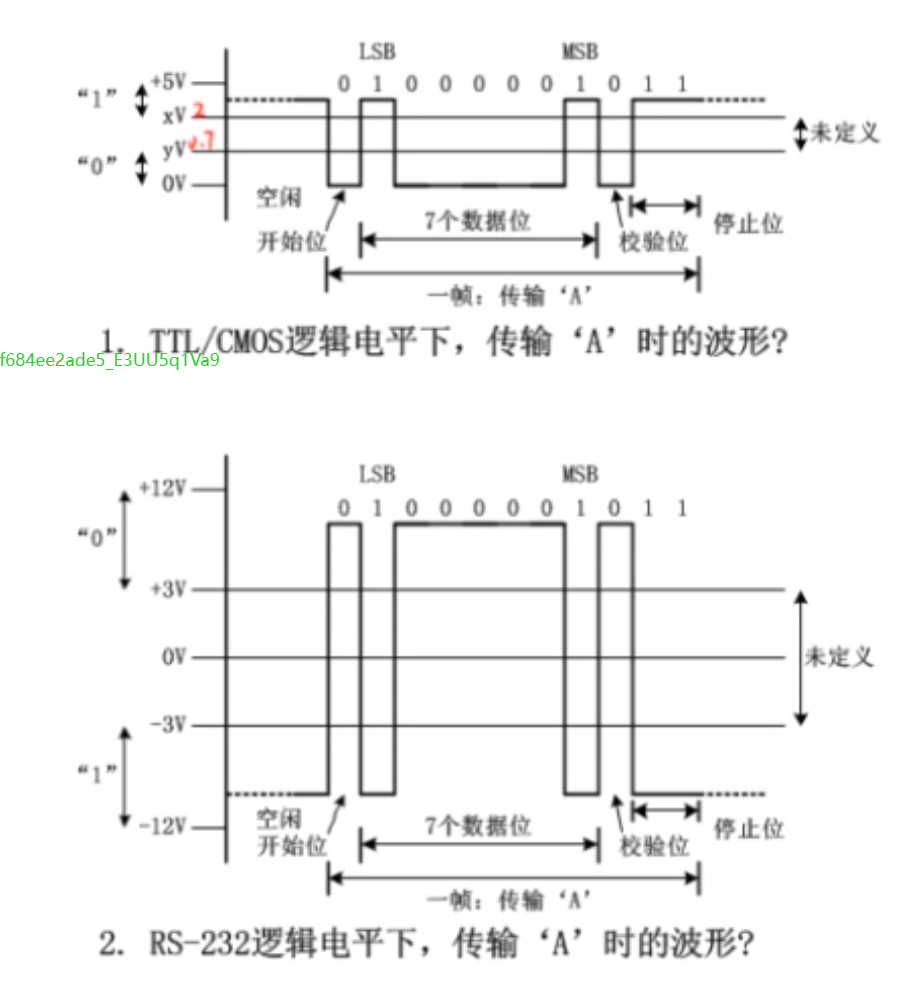 LSB MSB
+5V 0 1 0 0 0 0 0 1 0 1 1
“1”
xV 2
未定义
yV 0.7
“0”
0V
空闲
7个数据位 停止位
开始位 校验位
一帧：传输‘A’
1. TTL/CMOS逻辑电平下，传输‘A’时的波形?
f684ee2ade5_E3UU5q1Va9
LSB MSB
+12V
0 1 0 0 0 0 0 1 0 1 1
“0”
+3V
0V 未定义
-3V
“1”
空闲
-12V 7个数据位 停止位
开始位 校验位
一帧：传输‘A’
2. RS-232逻辑电平下，传输‘A’时的波形?